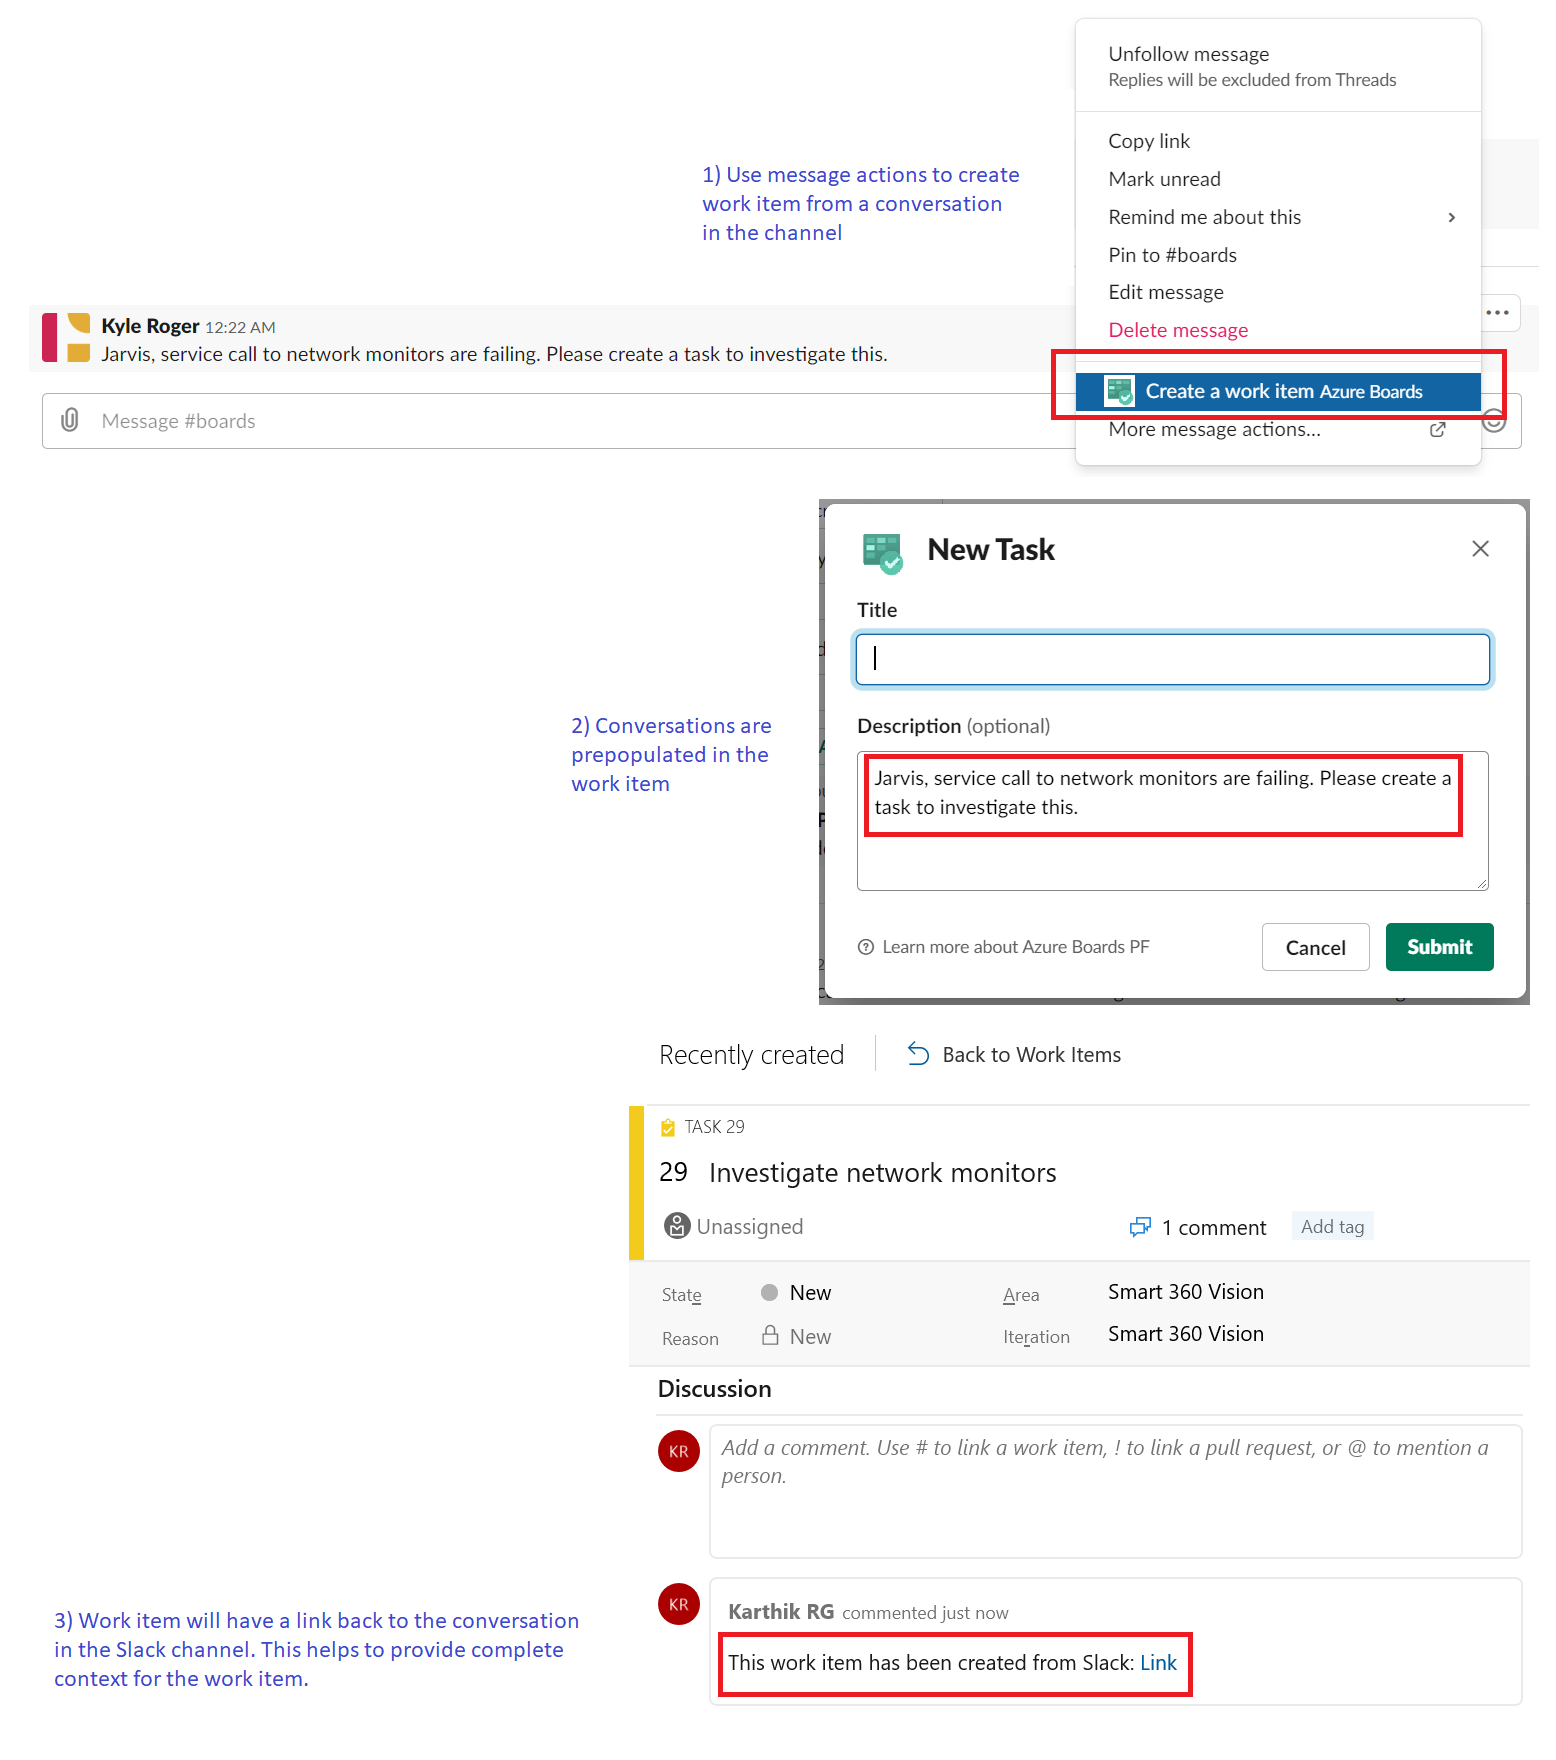 Unfollow message
Replies will be excluded from Threads
Copy link
Mark unread
Remind me about this
Pin to #boards
Edit message
Delete message
Create a work item Azure Boards
More message actions...
1) Use message actions to create
work item from a conversation
in the channel
Kyle Roger 12:22 AM
Jarvis, service call to network monitors are failing. Please create a task to investigate this.
Message #boards
New Task
Title
Description (optional)
Jarvis, service call to network monitors are failing. Please create a
task to investigate this.
Learn more about Azure Boards PF
Cancel
Submit
2) Conversations are
prepopulated in the
work item
Recently created
Back to Work Items
TASK 29
29 Investigate network monitors
Unassigned
1 comment
Add tag
State New
Area Smart 360 Vision
Reason New
Iteration Smart 360 Vision
Discussion
KR
Add a comment. Use # to link a work item, ! to link a pull request, or @ to mention a
person.
KR
Karthik RG commented just now
This work item has been created from Slack: Link
3) Work item will have a link back to the conversation
in the Slack channel. This helps to provide complete
context for the work item.